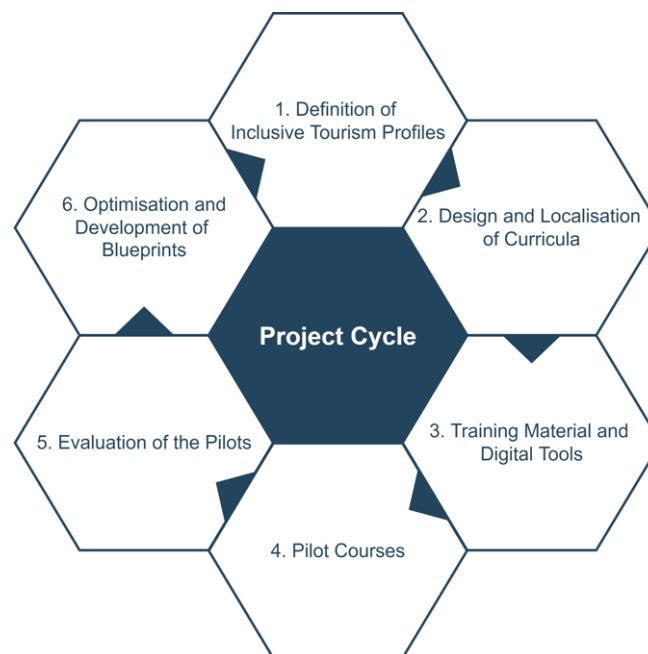 1. Definition of
Inclusive Tourism Profiles
2. Design and Localisation
of Curricula
3. Training Material and
Digital Tools
4. Pilot Courses
5. Evaluation of the Pilots
6. Optimisation and
Development of
Blueprints
Project Cycle